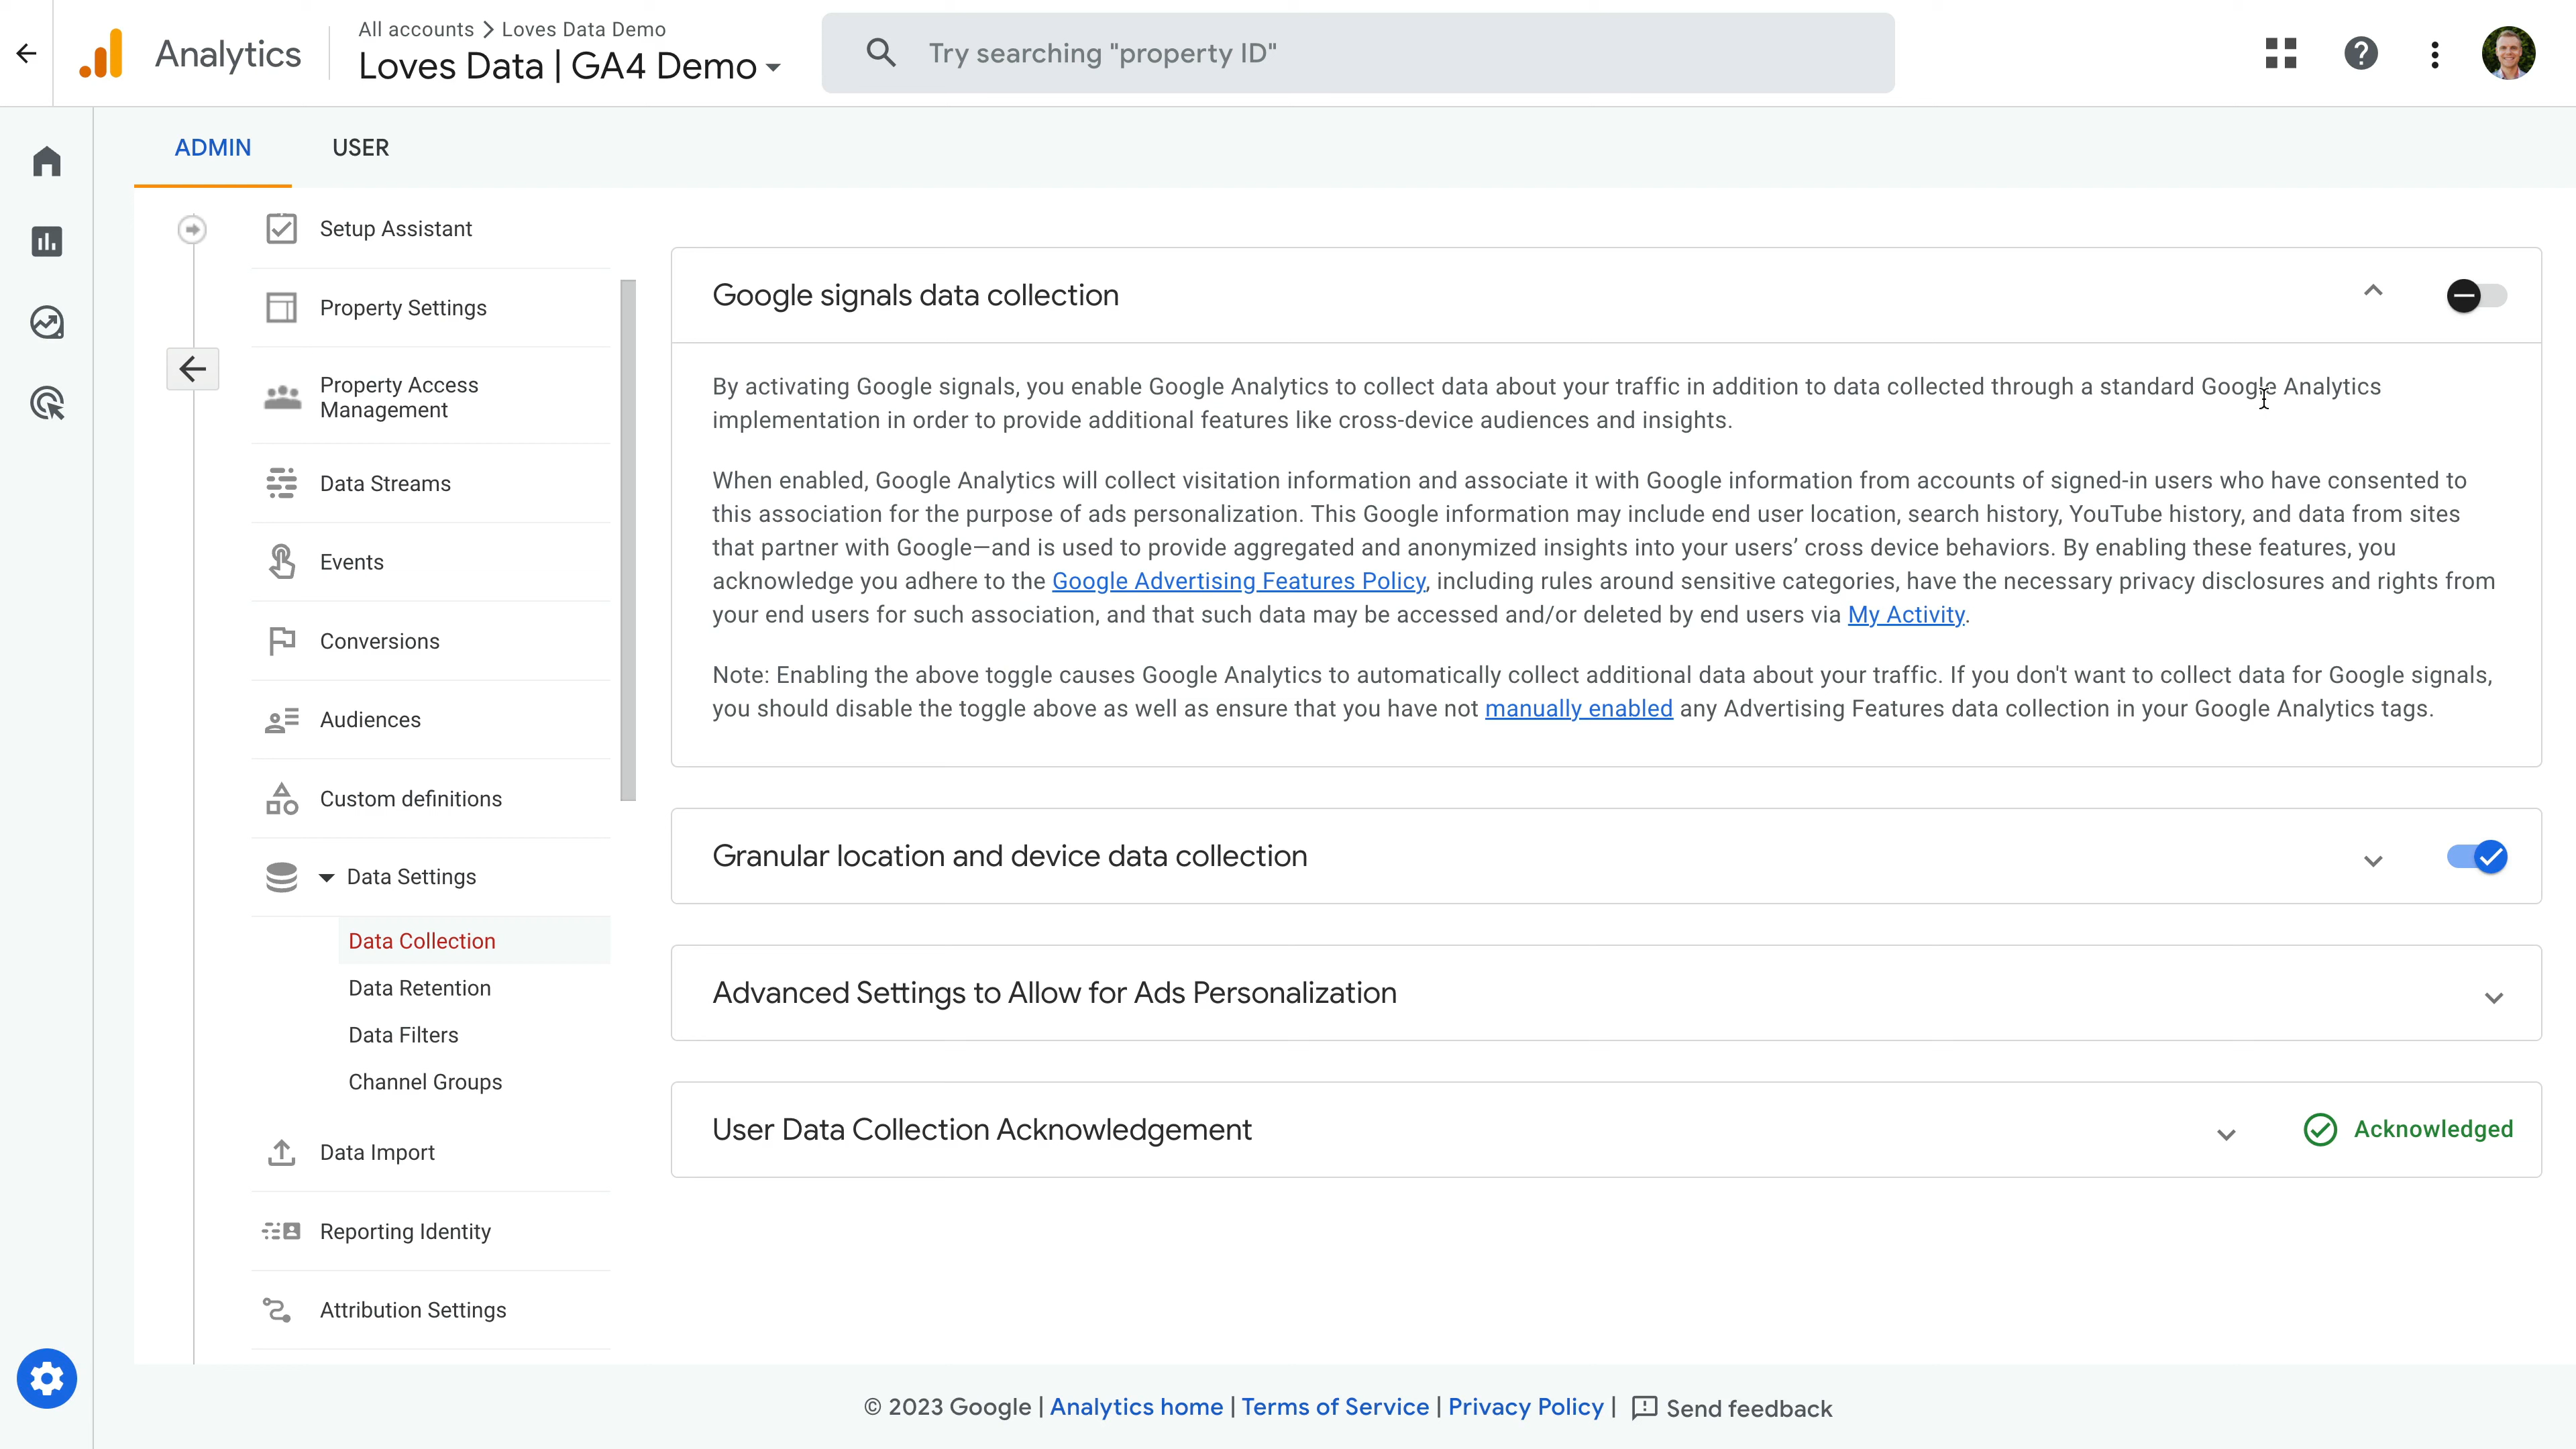 Analytics
All accounts > Loves Data Demo
Loves Data | GA4 Demo
Try searching "property ID"
ADMIN
USER
Setup Assistant
Property Settings
Property Access
Management
Data Streams
Events
Conversions
Audiences
Custom definitions
Data Settings
Data Collection
Data Retention
Data Filters
Channel Groups
Data Import
Reporting Identity
Attribution Settings
Google signals data collection
By activating Google signals, you enable Google Analytics to collect data about your traffic in addition to data collected through a standard Google Analytics
implementation in order to provide additional features like cross-device audiences and insights.
When enabled, Google Analytics will collect visitation information and associate it with Google information from accounts of signed-in users who have consented to
this association for the purpose of ads personalization. This Google information may include end user location, search history, YouTube history, and data from sites
that partner with Google—and is used to provide aggregated and anonymized insights into your users’ cross device behaviors. By enabling these features, you
acknowledge you adhere to the Google Advertising Features Policy, including rules around sensitive categories, have the necessary privacy disclosures and rights from
your end users for such association, and that such data may be accessed and/or deleted by end users via My Activity.
Note: Enabling the above toggle causes Google Analytics to automatically collect additional data about your traffic. If you don't want to collect data for Google signals,
you should disable the toggle above as well as ensure that you have not manually enabled any Advertising Features data collection in your Google Analytics tags.
Granular location and device data collection
Advanced Settings to Allow for Ads Personalization
User Data Collection Acknowledgement
Acknowledged
© 2023 Google | Analytics home | Terms of Service | Privacy Policy | Send feedback